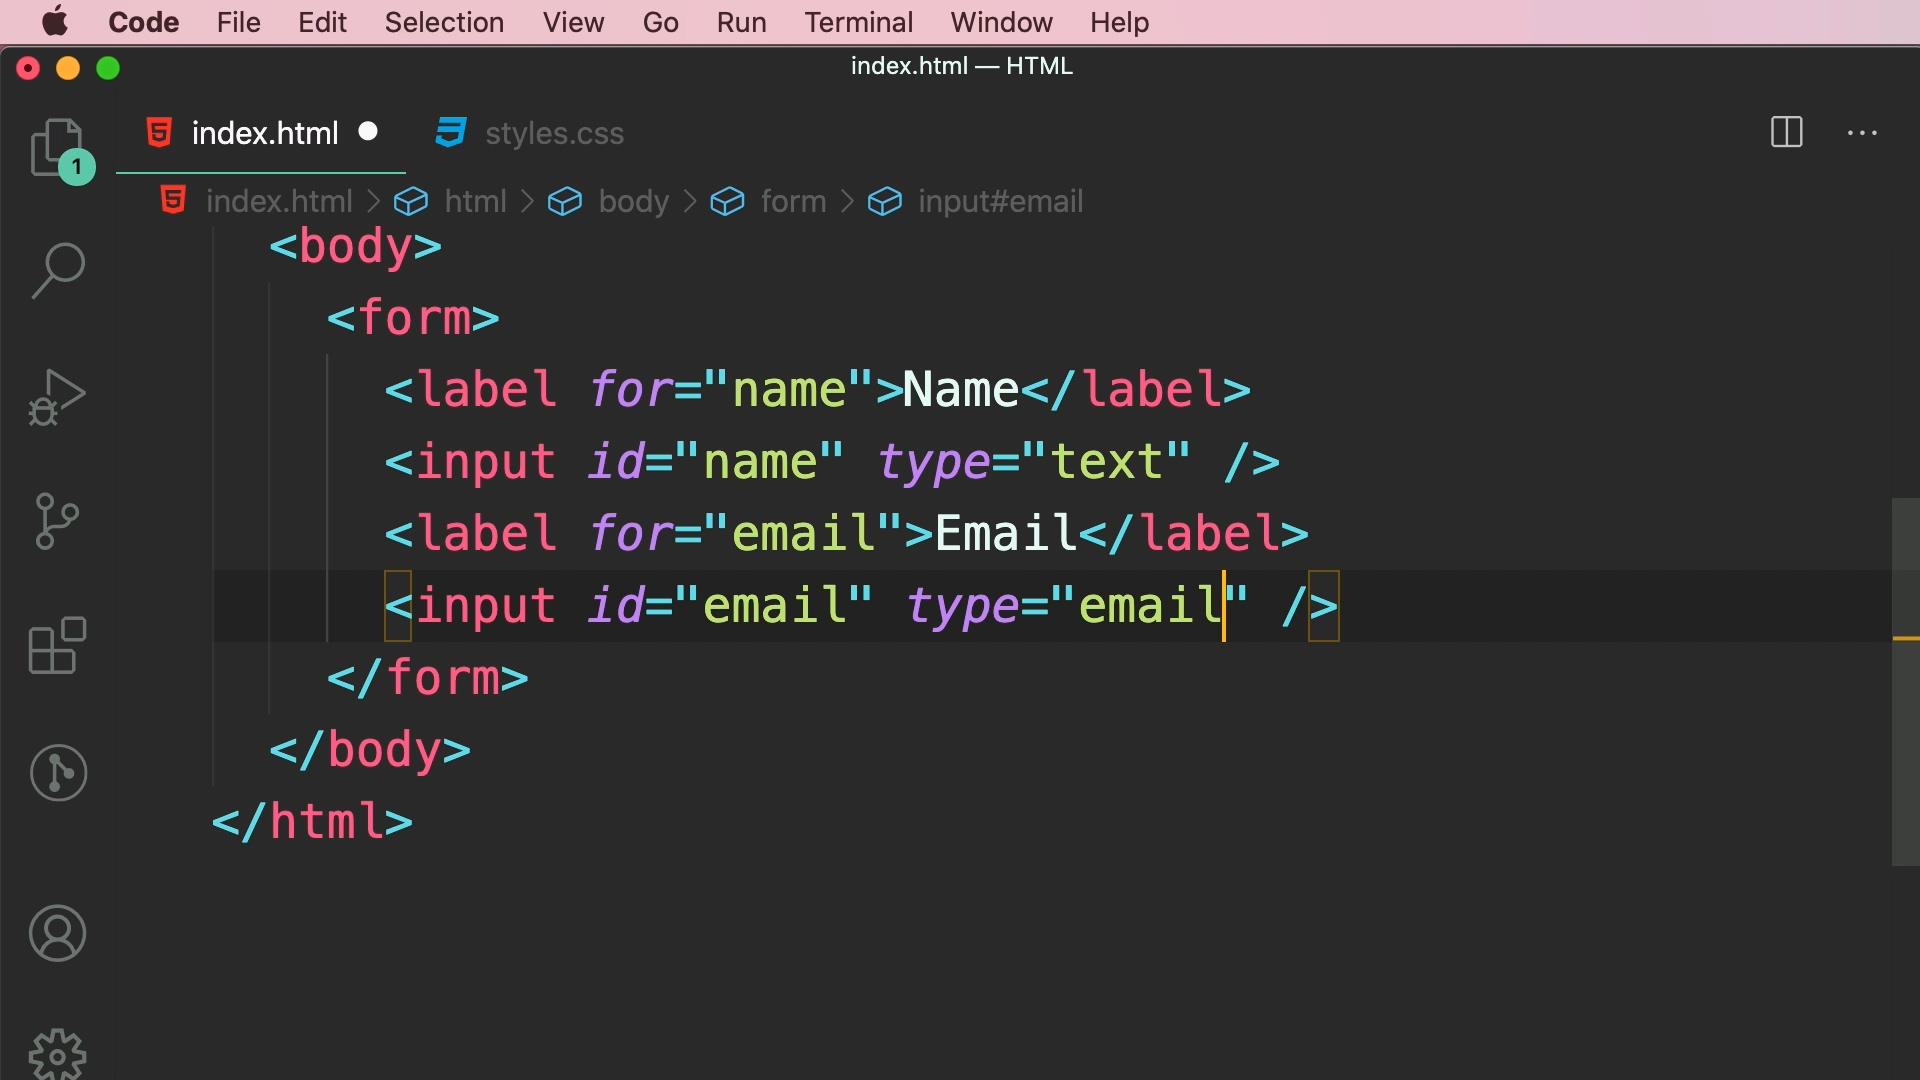 Code File Edit Selection View Go Run Terminal Window Help
index.html — HTML
index.html styles.css
1
index.html > html > body > form > input#email
<body>
<form>
<label for="name">Name</label>
<input id="name" type="text" />
<label for="email">Email</label>
<input id="email" type="email" />
</form>
</body>
</html>